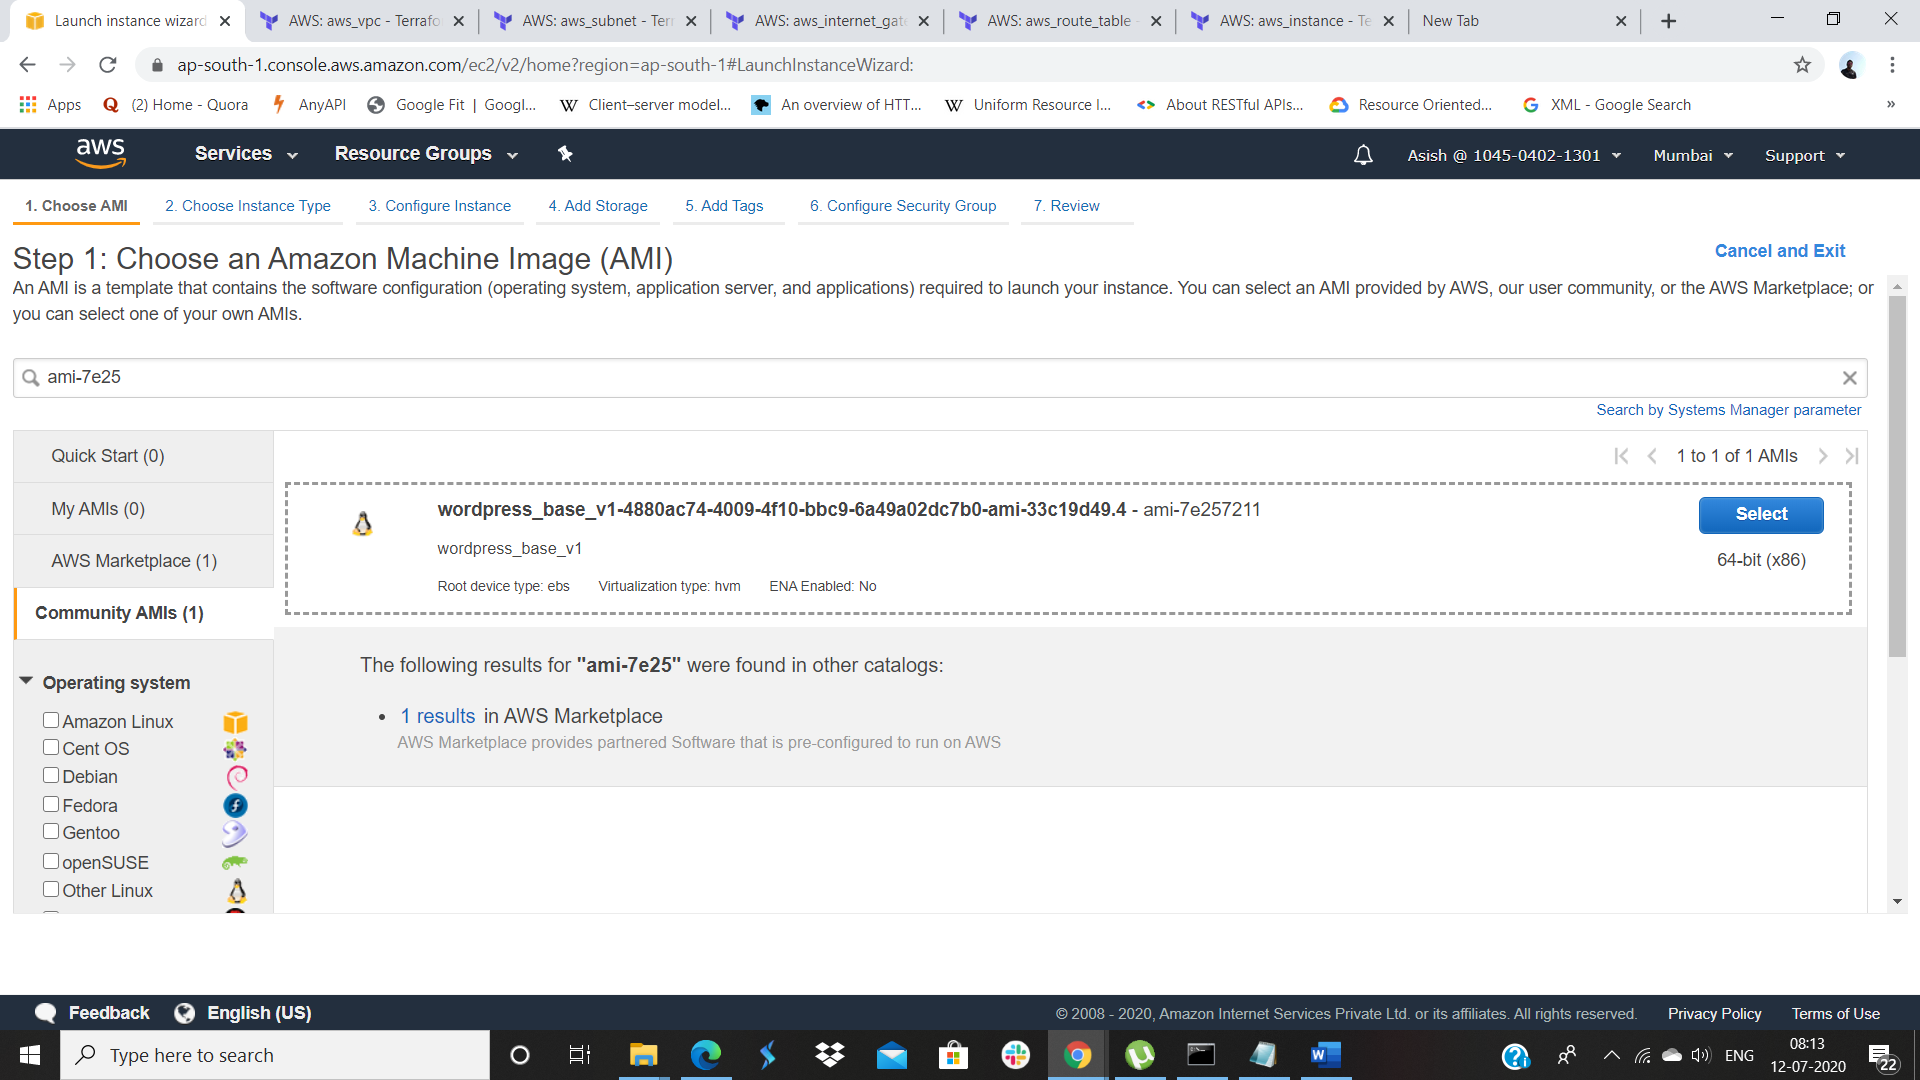 Launch instance wizard
AWS: aws_vpc - Terrafo
AWS: aws_subnet - Terr
AWS: aws_internet_gate
AWS: aws_route_table -
AWS: aws_instance - Te
New Tab
ap-south-1.console.aws.amazon.com/ec2/v2/home?region=ap-south-1#LaunchInstanceWizard:
Apps
(2) Home - Quora
AnyAPI
Google Fit | Googl...
Client–server model...
An overview of HTT...
Uniform Resource I...
About RESTful APIs...
Resource Oriented...
XML - Google Search
»
aws
Services
Resource Groups
Asish @ 1045-0402-1301
Mumbai
Support
1. Choose AMI
2. Choose Instance Type
3. Configure Instance
4. Add Storage
5. Add Tags
6. Configure Security Group
7. Review
Step 1: Choose an Amazon Machine Image (AMI)
Cancel and Exit
An AMI is a template that contains the software configuration (operating system, application server, and applications) required to launch your instance. You can select an AMI provided by AWS, our user community, or the AWS Marketplace; or
you can select one of your own AMIs.
ami-7e25
Search by Systems Manager parameter
Quick Start (0)
My AMIs (0)
AWS Marketplace (1)
Community AMIs (1)
1 to 1 of 1 AMIs
wordpress_base_v1-4880ac74-4009-4f10-bbc9-6a49a02dc7b0-ami-33c19d49.4 - ami-7e257211
wordpress_base_v1
Root device type: ebs
Virtualization type: hvm
ENA Enabled: No
Select
64-bit (x86)
The following results for "ami-7e25" were found in other catalogs:
• 1 results in AWS Marketplace
AWS Marketplace provides partnered Software that is pre-configured to run on AWS
Operating system
Amazon Linux
Cent OS
Debian
Fedora
Gentoo
openSUSE
Other Linux
Feedback
English (US)
© 2008 - 2020, Amazon Internet Services Private Ltd. or its affiliates. All rights reserved.
Privacy Policy
Terms of Use
Type here to search
ENG
08:13
12-07-2020
22